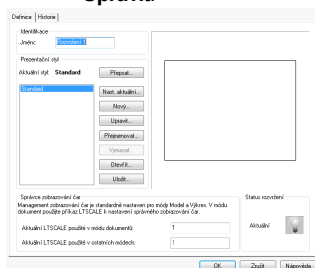 Správka
Definice Historie
Identifikace
Jméno: Rozvržení 1
Prezentační styl
Aktuální styl: Standard Přepsat...
Standard
Nast. aktuální...
Nový...
Upravit...
Přejmenovat...
Vymazat...
Otevřít...
Uložit...
Správce zobrazování čar
Management zobrazování čar je standardně nastaven pro módy Model a Výkres. V módu
dokument použijte příkaz LTSCALE k nastavení správného zobrazování čar.
Aktuální LTSCALE použité v módu dokumentů: 1
Aktuální LTSCALE použité v ostatních módech: 1
Status rozvržení
Aktuální
OK Zrušit Nápověda